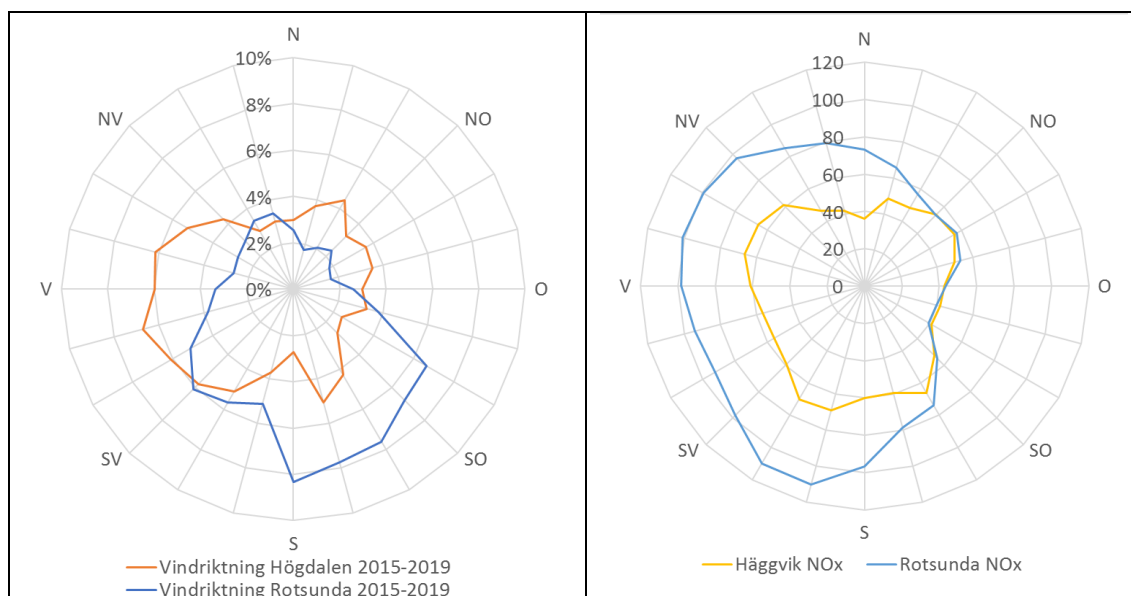 N
10%
8%
6%
4%
2%
0%
NV
NO
V
O
SV
SO
S
Vindriktning Högdalen 2015-2019
Vindriktning Rotsunda 2015-2019
N
120
100
80
60
40
20
0
NV
NO
V
O
SV
SO
S
Häggvik NOx
Rotsunda NOx